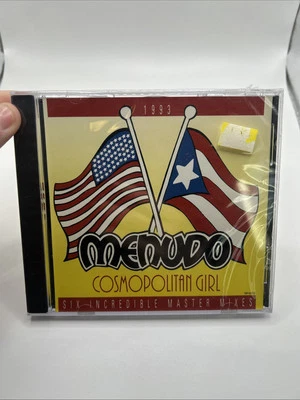 1993
MENUDO
COSMOPOLITAN GIRL
SIX INCREDIBLE MASTER MIXES